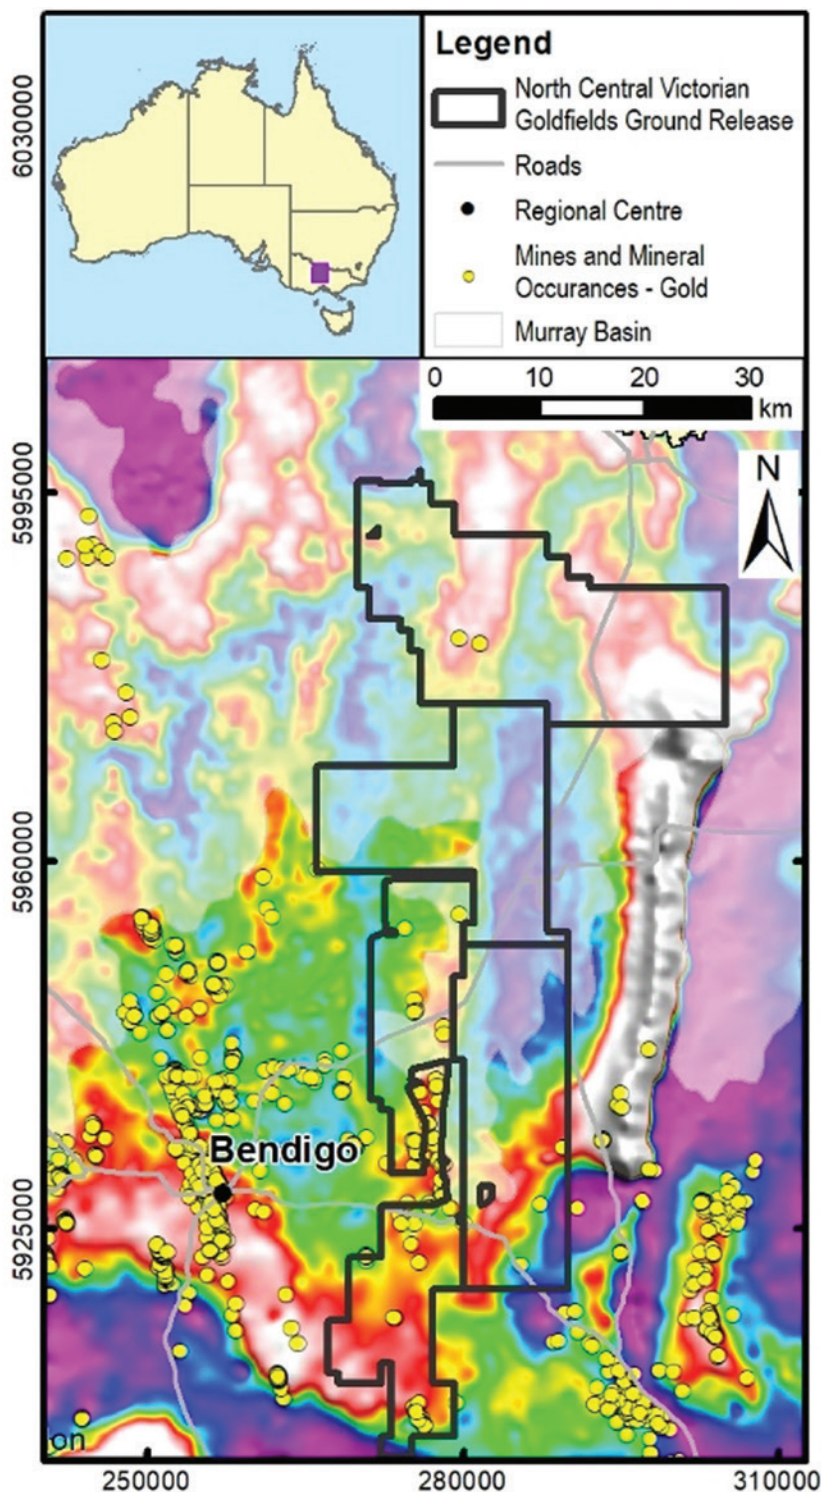 Legend
North Central Victorian
Goldfields Ground Release
Roads
Regional Centre
Mines and Mineral
Occurances - Gold
Murray Basin
0 10 20 30
km
N
6030000
5995000
5960000
5925000
Bendigo
on
250000 280000 310000